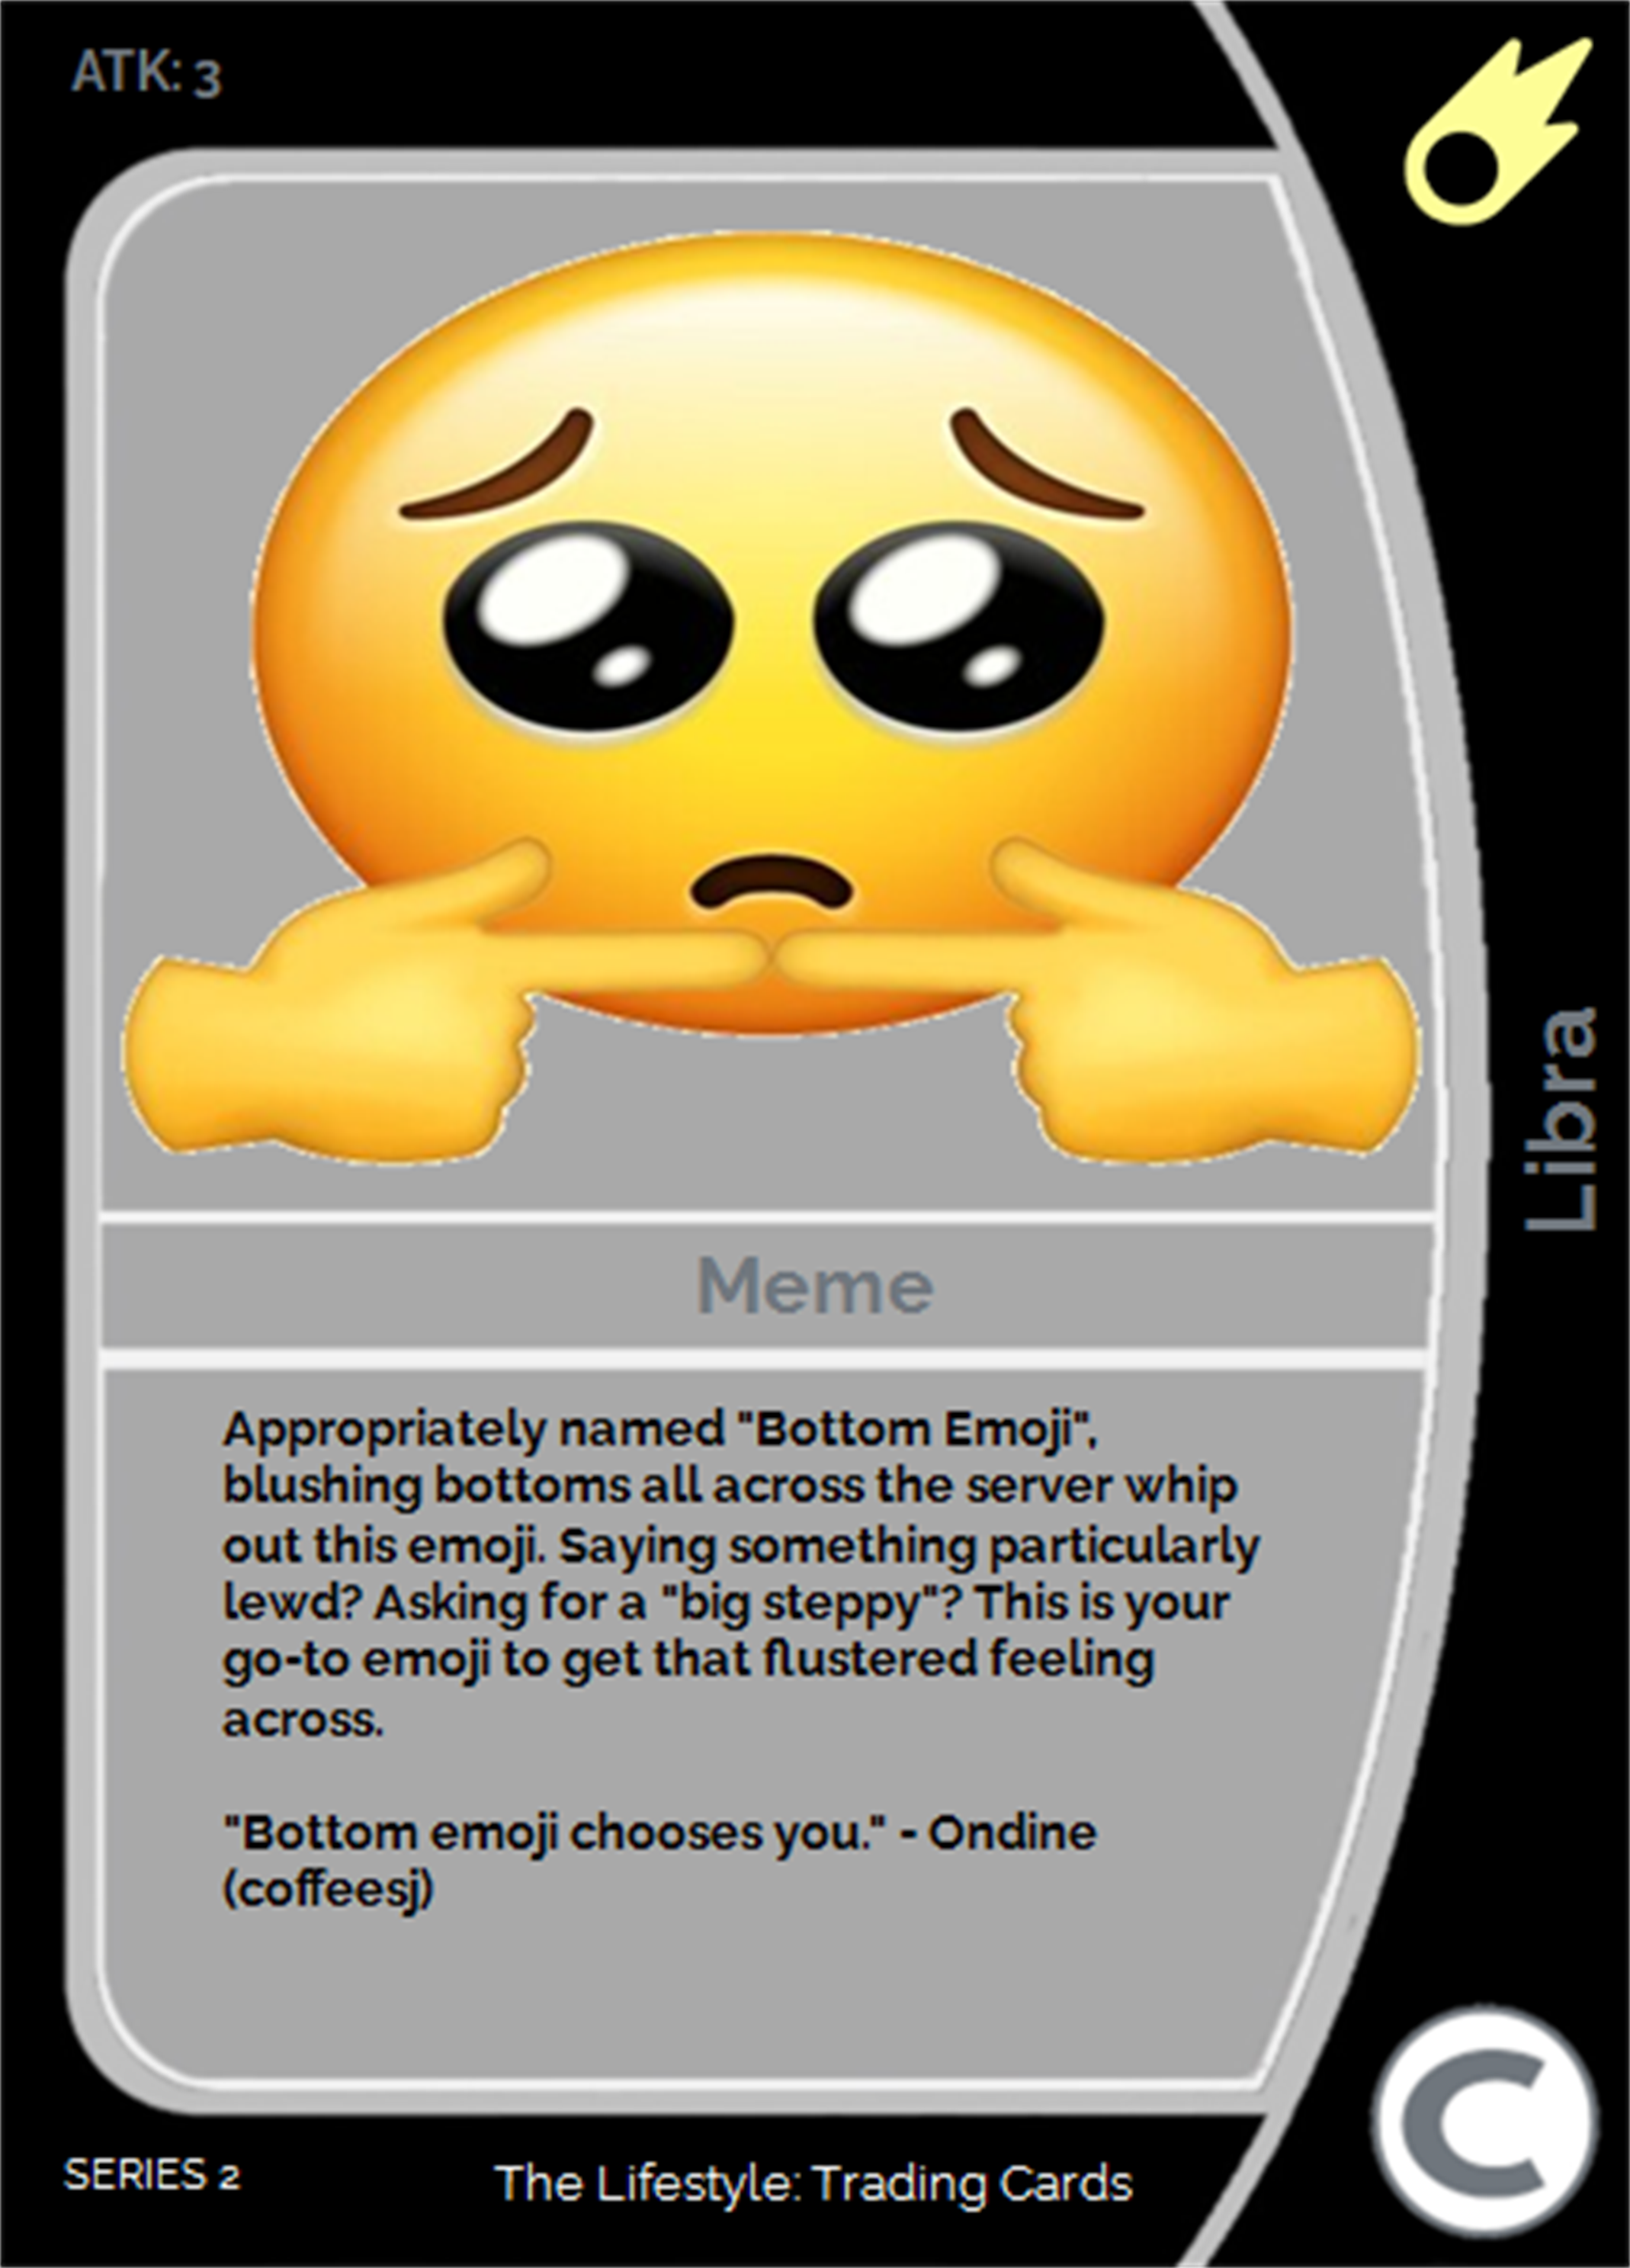 ATK: 3
Libra
Meme
Appropriately named "Bottom Emoji",
blushing bottoms all across the server whip
out this emoji. Saying something particularly
lewd? Asking for a "big steppy"? This is your
go-to emoji to get that flustered feeling
across.
"Bottom emoji chooses you." - Ondine
(coffeesj)
C
SERIES 2
The Lifestyle: Trading Cards